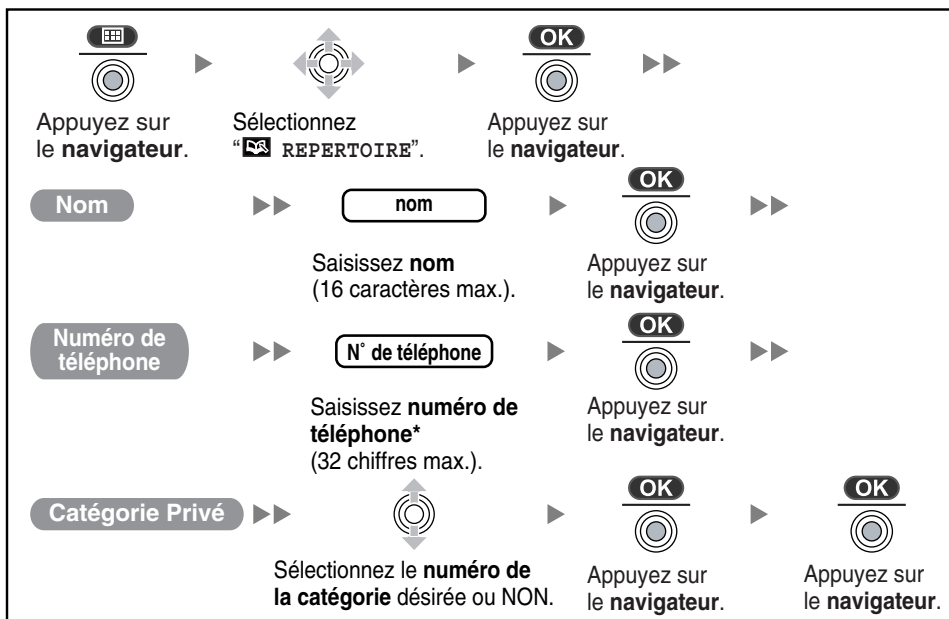 OK
Appuyez sur
le navigateur.
Sélectionnez
“ REPERTOIRE”.
Appuyez sur
le navigateur.
Nom
nom
OK
Saisissez nom
(16 caractères max.).
Appuyez sur
le navigateur.
Numéro de
téléphone
N° de téléphone
OK
Saisissez numéro de
téléphone*
(32 chiffres max.).
Appuyez sur
le navigateur.
Catégorie Privé
OK
OK
Sélectionnez le numéro de
la catégorie désirée ou NON.
Appuyez sur
le navigateur.
Appuyez sur
le navigateur.